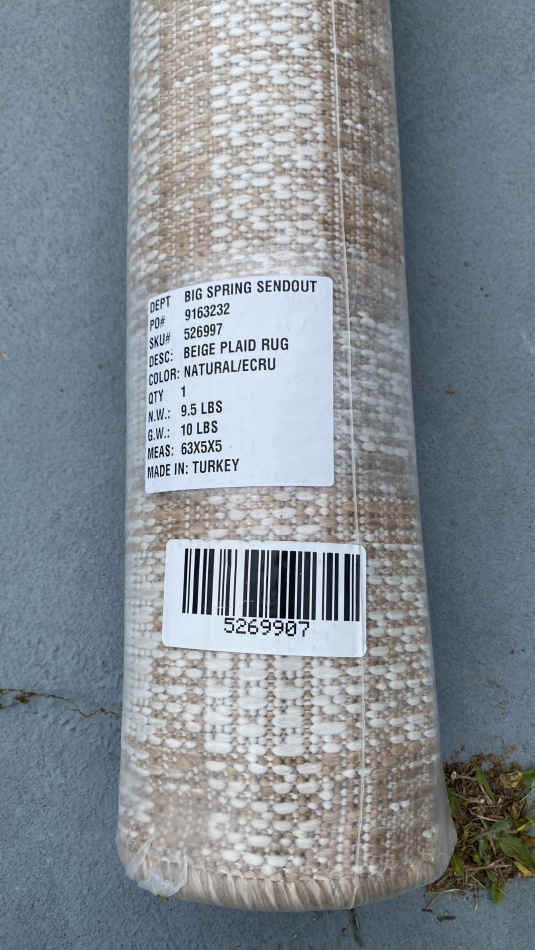 DEPT BIG SPRING SENDOUT
PO# 9163232
SKU# 526997
DESC: BEIGE PLAID RUG
COLOR: NATURAL/ECRU
QTY 1
N.W.: 9.5 LBS
G.W.: 10 LBS
MEAS: 63X5X5
MADE IN: TURKEY
5269907